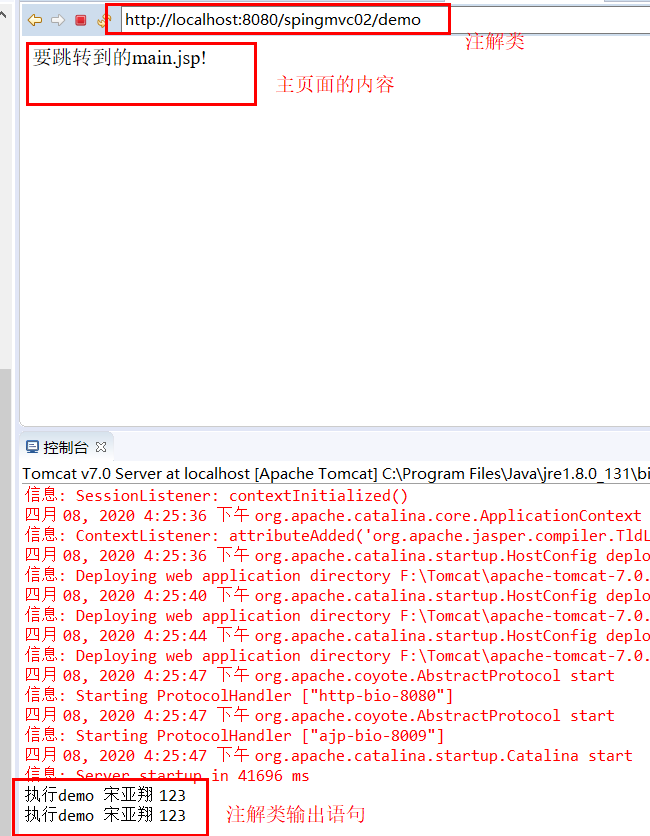 http://localhost:8080/spingmvc02/demo
注解类
要跳转到的main.jsp!
主页面的内容
控制台
Tomcat v7.0 Server at localhost [Apache Tomcat] C:\Program Files\Java\jre1.8.0_131\bi
信息: SessionListener: contextInitialized()
四月 08, 2020 4:25:36 下午 org.apache.catalina.core.ApplicationContext
信息: ContextListener: attributeAdded('org.apache.jasper.compiler.TldL
四月 08, 2020 4:25:36 下午 org.apache.catalina.startup.HostConfig deplo
信息: Deploying web application directory F:\Tomcat\apache-tomcat-7.0.
四月 08, 2020 4:25:40 下午 org.apache.catalina.startup.HostConfig deplo
信息: Deploying web application directory F:\Tomcat\apache-tomcat-7.0.
四月 08, 2020 4:25:44 下午 org.apache.catalina.startup.HostConfig deplo
信息: Deploying web application directory F:\Tomcat\apache-tomcat-7.0.
四月 08, 2020 4:25:47 下午 org.apache.coyote.AbstractProtocol start
信息: Starting ProtocolHandler ["http-bio-8080"]
四月 08, 2020 4:25:47 下午 org.apache.coyote.AbstractProtocol start
信息: Starting ProtocolHandler ["ajp-bio-8009"]
四月 08, 2020 4:25:47 下午 org.apache.catalina.startup.Catalina start
信息: Server startup in 41696 ms
执行demo 宋亚翔 123
执行demo 宋亚翔 123
注解类输出语句